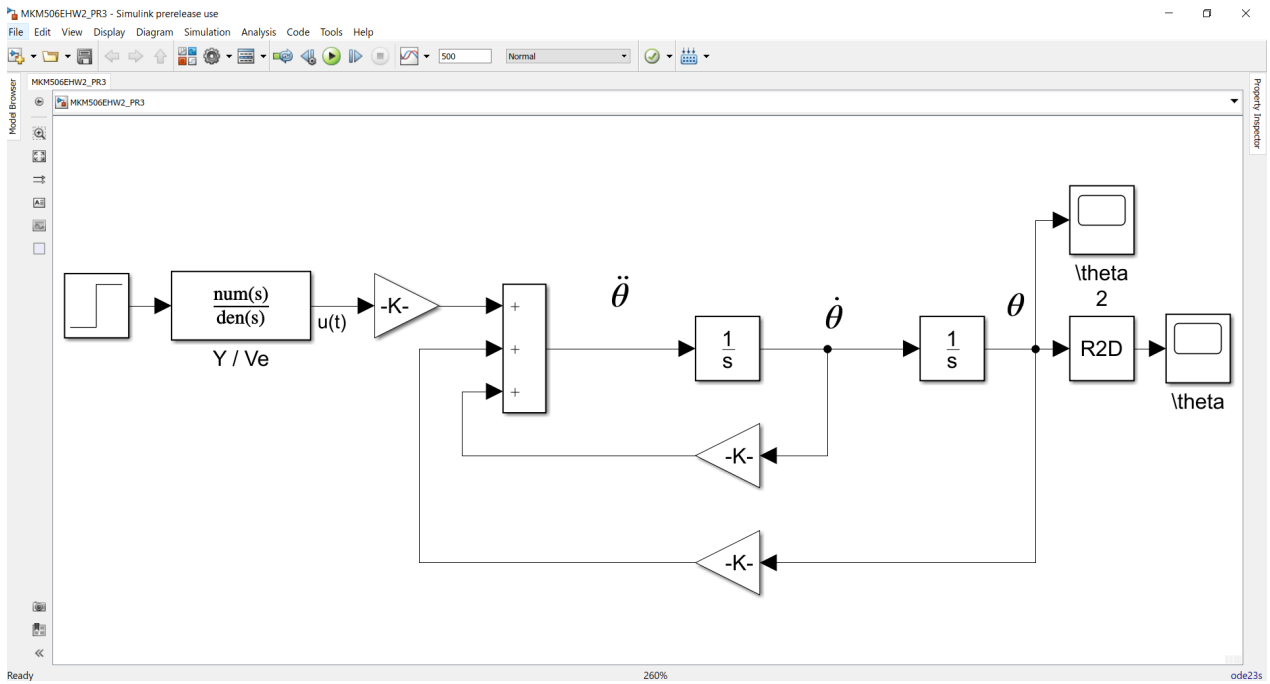 MKM506EHW2_PR3 - Simulink prerelease use
File Edit View Display Diagram Simulation Analysis Code Tools Help
500 Normal
Model Browser
MKM506EHW2_PR3
MKM506EHW2_PR3
Property Inspector
\theta
2
num(s)
den(s)
Y / Ve
u(t)
-K-
+
+
+
θ̈
1
s
θ̇
1
s
θ
R2D
\theta
-K-
-K-
Ready 260% ode23s